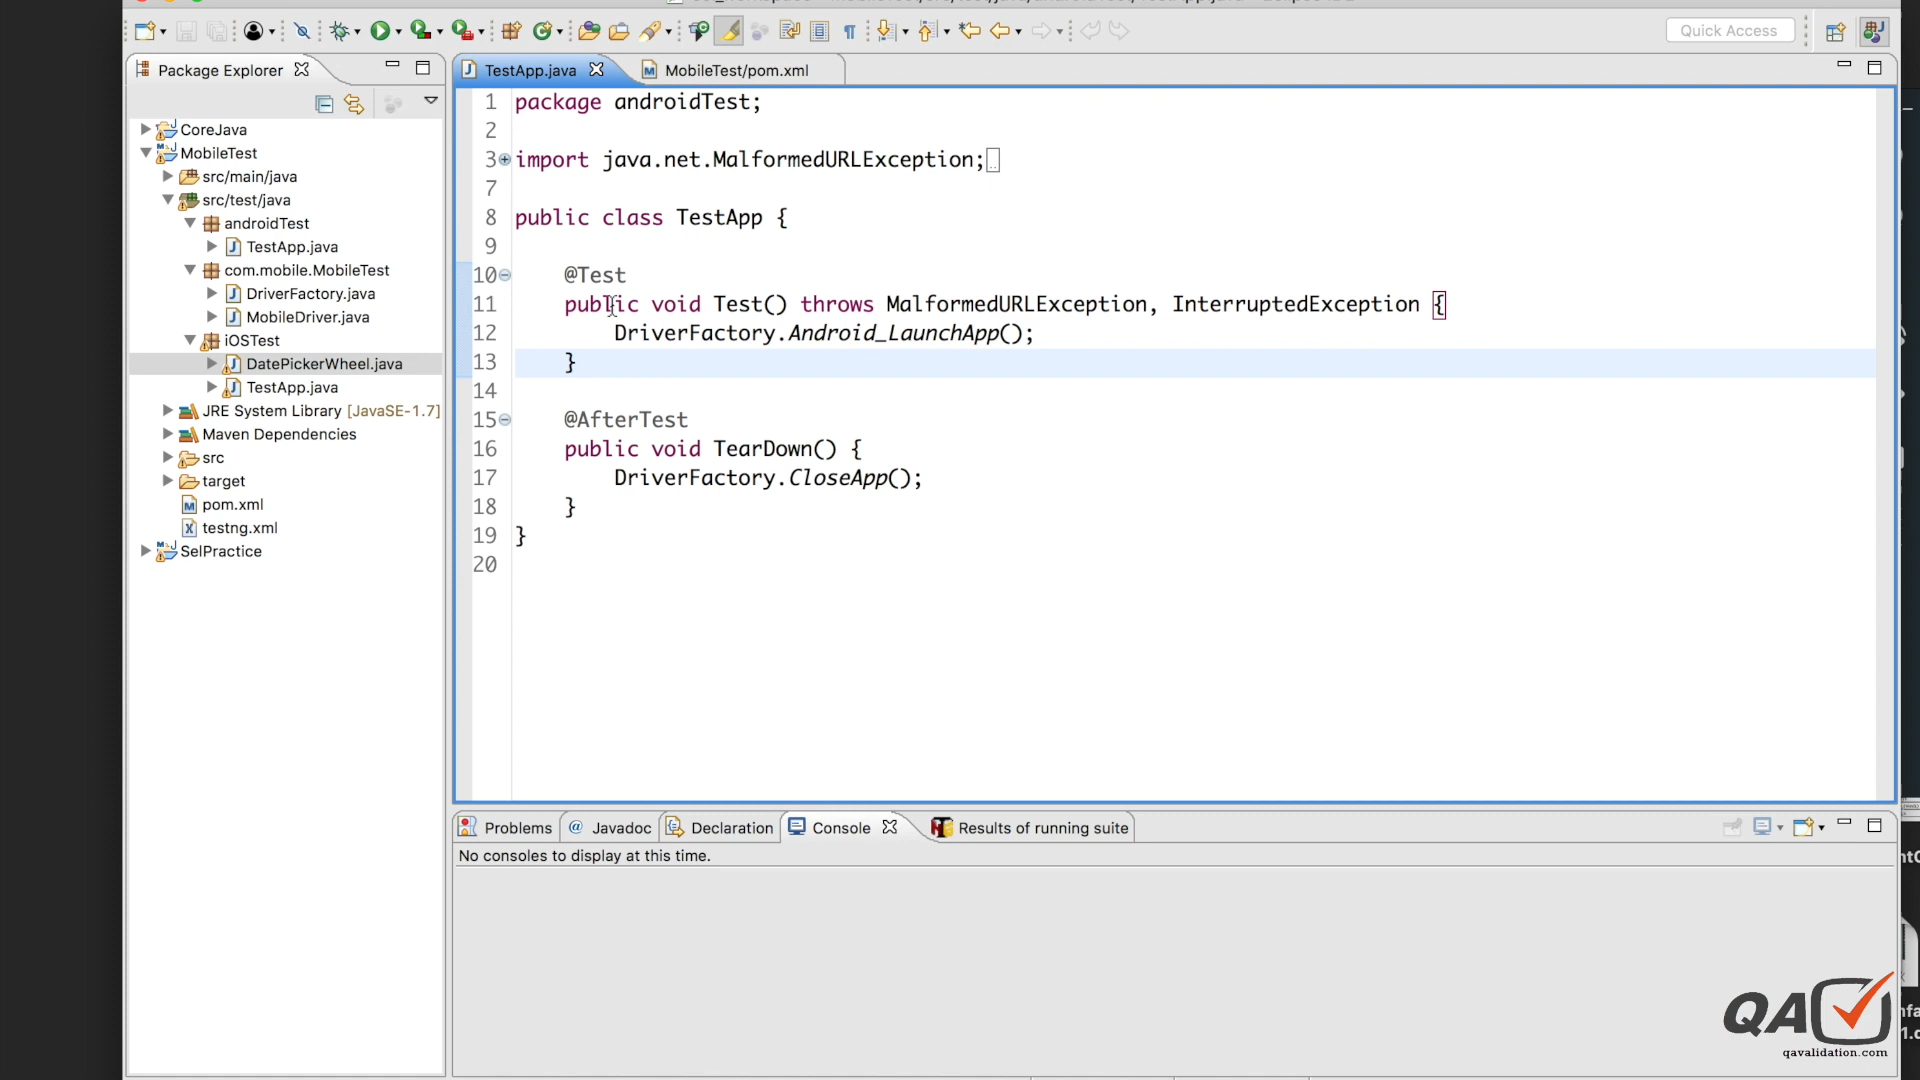 Quick Access
Package Explorer
TestApp.java
MobileTest/pom.xml
CoreJava
MobileTest
src/main/java
src/test/java
androidTest
TestApp.java
com.mobile.MobileTest
DriverFactory.java
MobileDriver.java
iOSTest
DatePickerWheel.java
TestApp.java
JRE System Library [JavaSE-1.7]
Maven Dependencies
src
target
pom.xml
testng.xml
SelPractice
1 package androidTest;
2
3 import java.net.MalformedURLException;
7
8 public class TestApp {
9
10 @Test
11 public void Test() throws MalformedURLException, InterruptedException {
12 DriverFactory.Android_LaunchApp();
13 }
14
15 @AfterTest
16 public void TearDown() {
17 DriverFactory.CloseApp();
18 }
19 }
20
Problems
Javadoc
Declaration
Console
Results of running suite
No consoles to display at this time.
QA
qavalidation.com